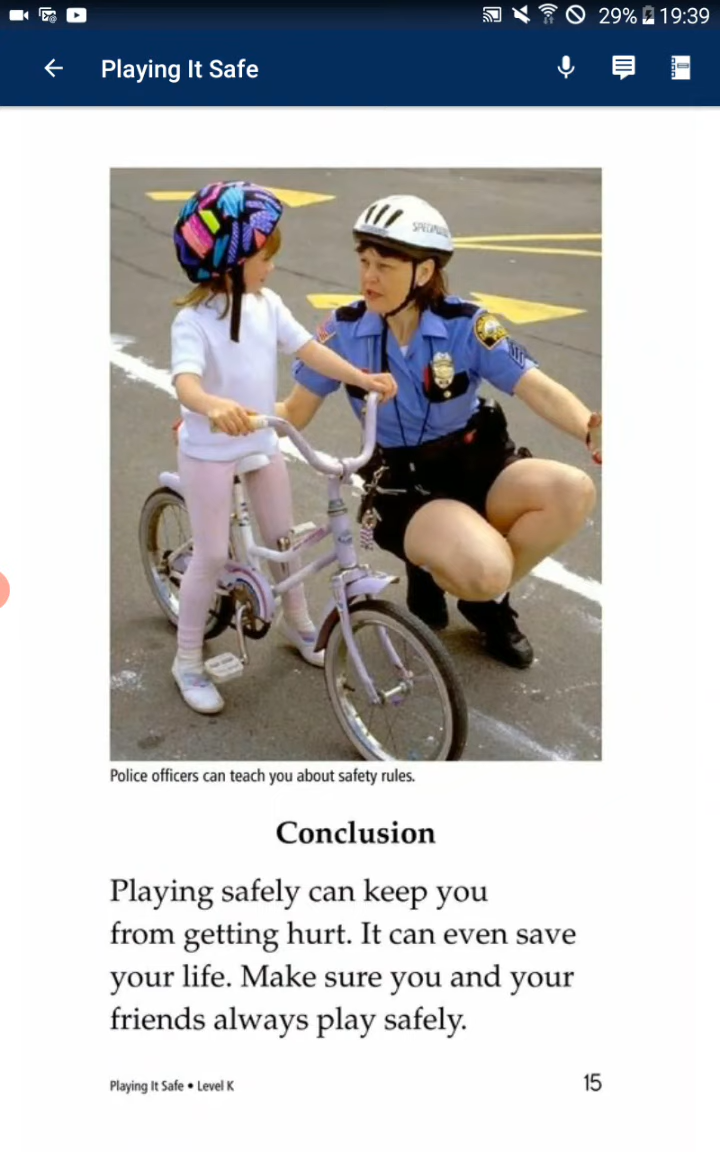 29% 19:39
Playing It Safe
Police officers can teach you about safety rules.
Conclusion
Playing safely can keep you
from getting hurt. It can even save
your life. Make sure you and your
friends always play safely.
Playing It Safe • Level K
15